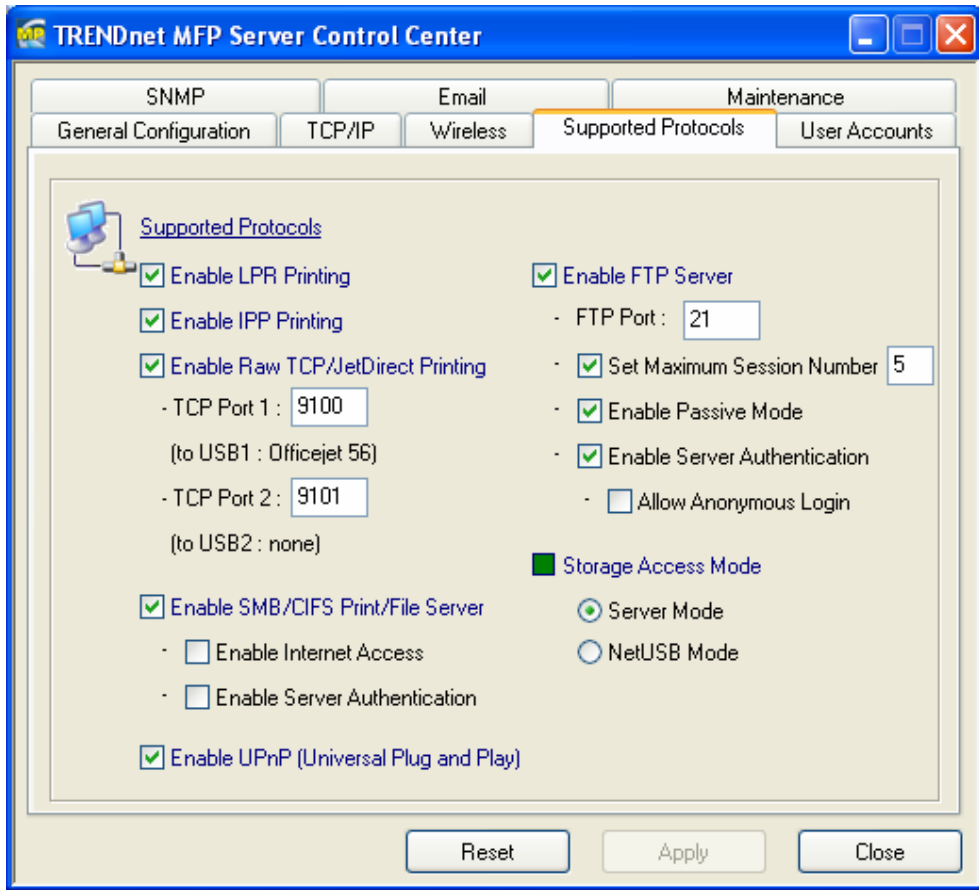 TRENDnet MFP Server Control Center
SNMP
Email
Maintenance
General Configuration
TCP/IP
Wireless
Supported Protocols
User Accounts
Supported Protocols
Enable LPR Printing
Enable IPP Printing
Enable Raw TCP/JetDirect Printing
- TCP Port 1 : 9100
(to USB1 : Officejet 56)
- TCP Port 2 : 9101
(to USB2 : none)
Enable SMB/CIFS Print/File Server
- Enable Internet Access
- Enable Server Authentication
Enable UPnP (Universal Plug and Play)
Enable FTP Server
- FTP Port : 21
- Set Maximum Session Number 5
- Enable Passive Mode
- Enable Server Authentication
- Allow Anonymous Login
Storage Access Mode
Server Mode
NetUSB Mode
Reset
Apply
Close